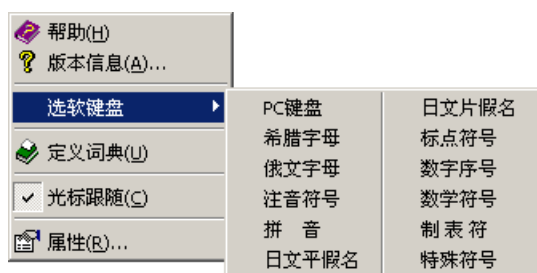 帮助(H)
版本信息(A)...
选软键盘
定义词典(U)
光标跟随(C)
属性(R)...
PC键盘
希腊字母
俄文字母
注音符号
拼 音
日文平假名
日文片假名
标点符号
数字序号
数学符号
制 表 符
特殊符号